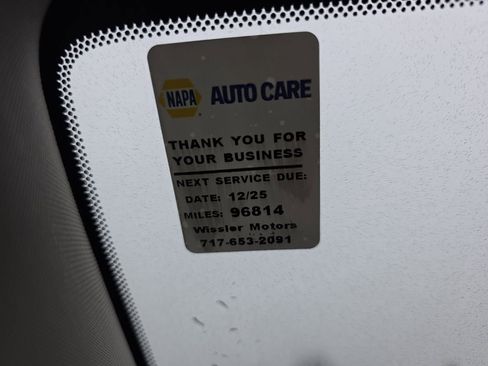 NAPA AUTO CARE
THANK YOU FOR
YOUR BUSINESS
NEXT SERVICE DUE:
DATE: 12/25
MILES: 96814
Wissler Motors
717-653-2091